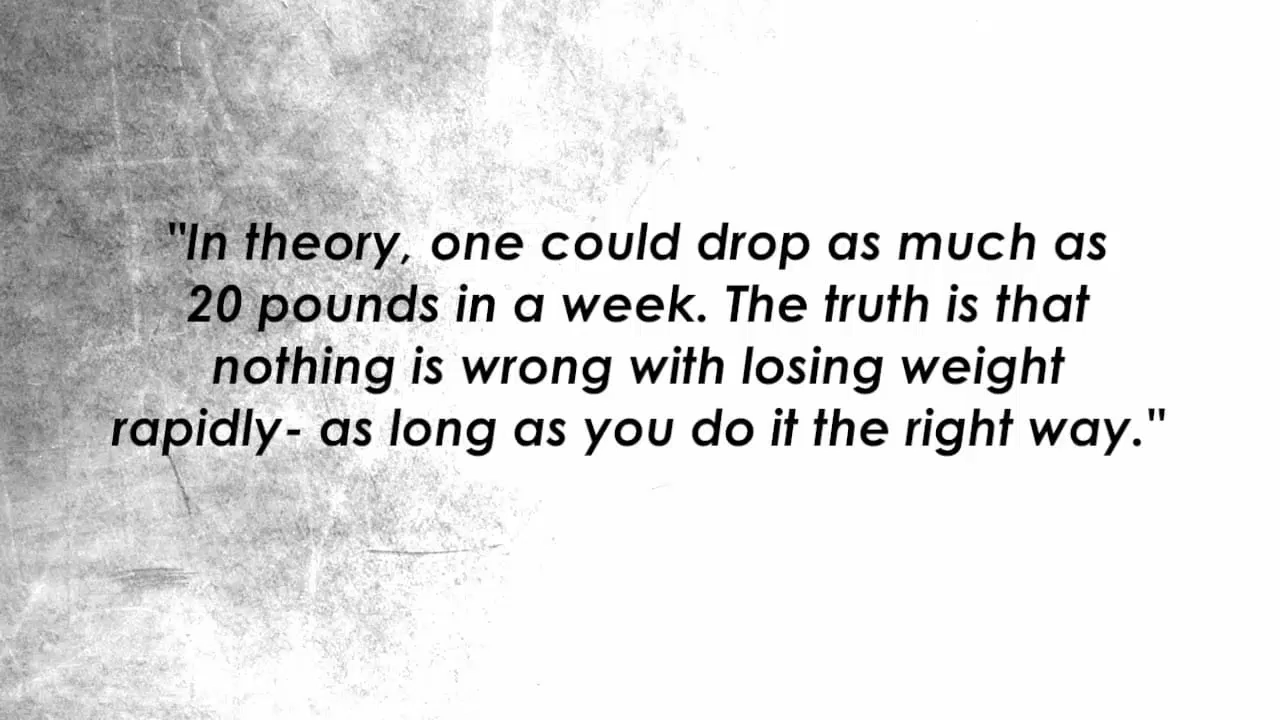 "In theory, one could drop as much as
20 pounds in a week. The truth is that
nothing is wrong with losing weight
rapidly- as long as you do it the right way."